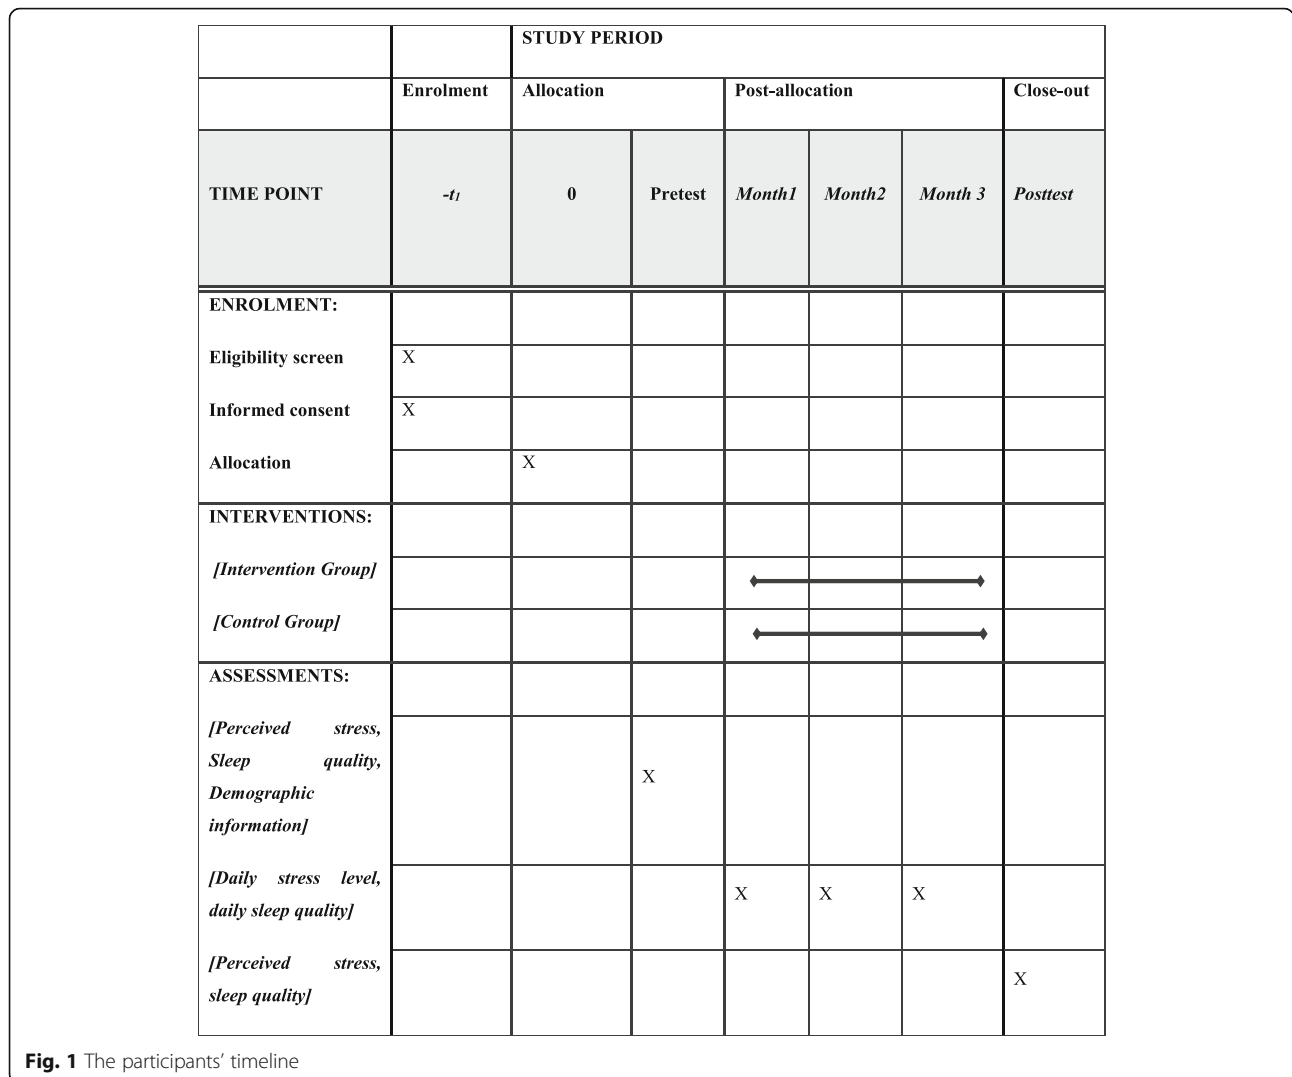 STUDY PERIOD
Enrolment Allocation Post-allocation Close-out
TIME POINT -t1 0 Pretest Month1 Month2 Month 3 Posttest
ENROLMENT:
Eligibility screen X
Informed consent X
Allocation X
INTERVENTIONS:
[Intervention Group]
[Control Group]
ASSESSMENTS:
[Perceived stress,
Sleep quality,
Demographic
information]
X
[Daily stress level,
daily sleep quality]
X X X
[Perceived stress,
sleep quality]
X
Fig. 1 The participants’ timeline